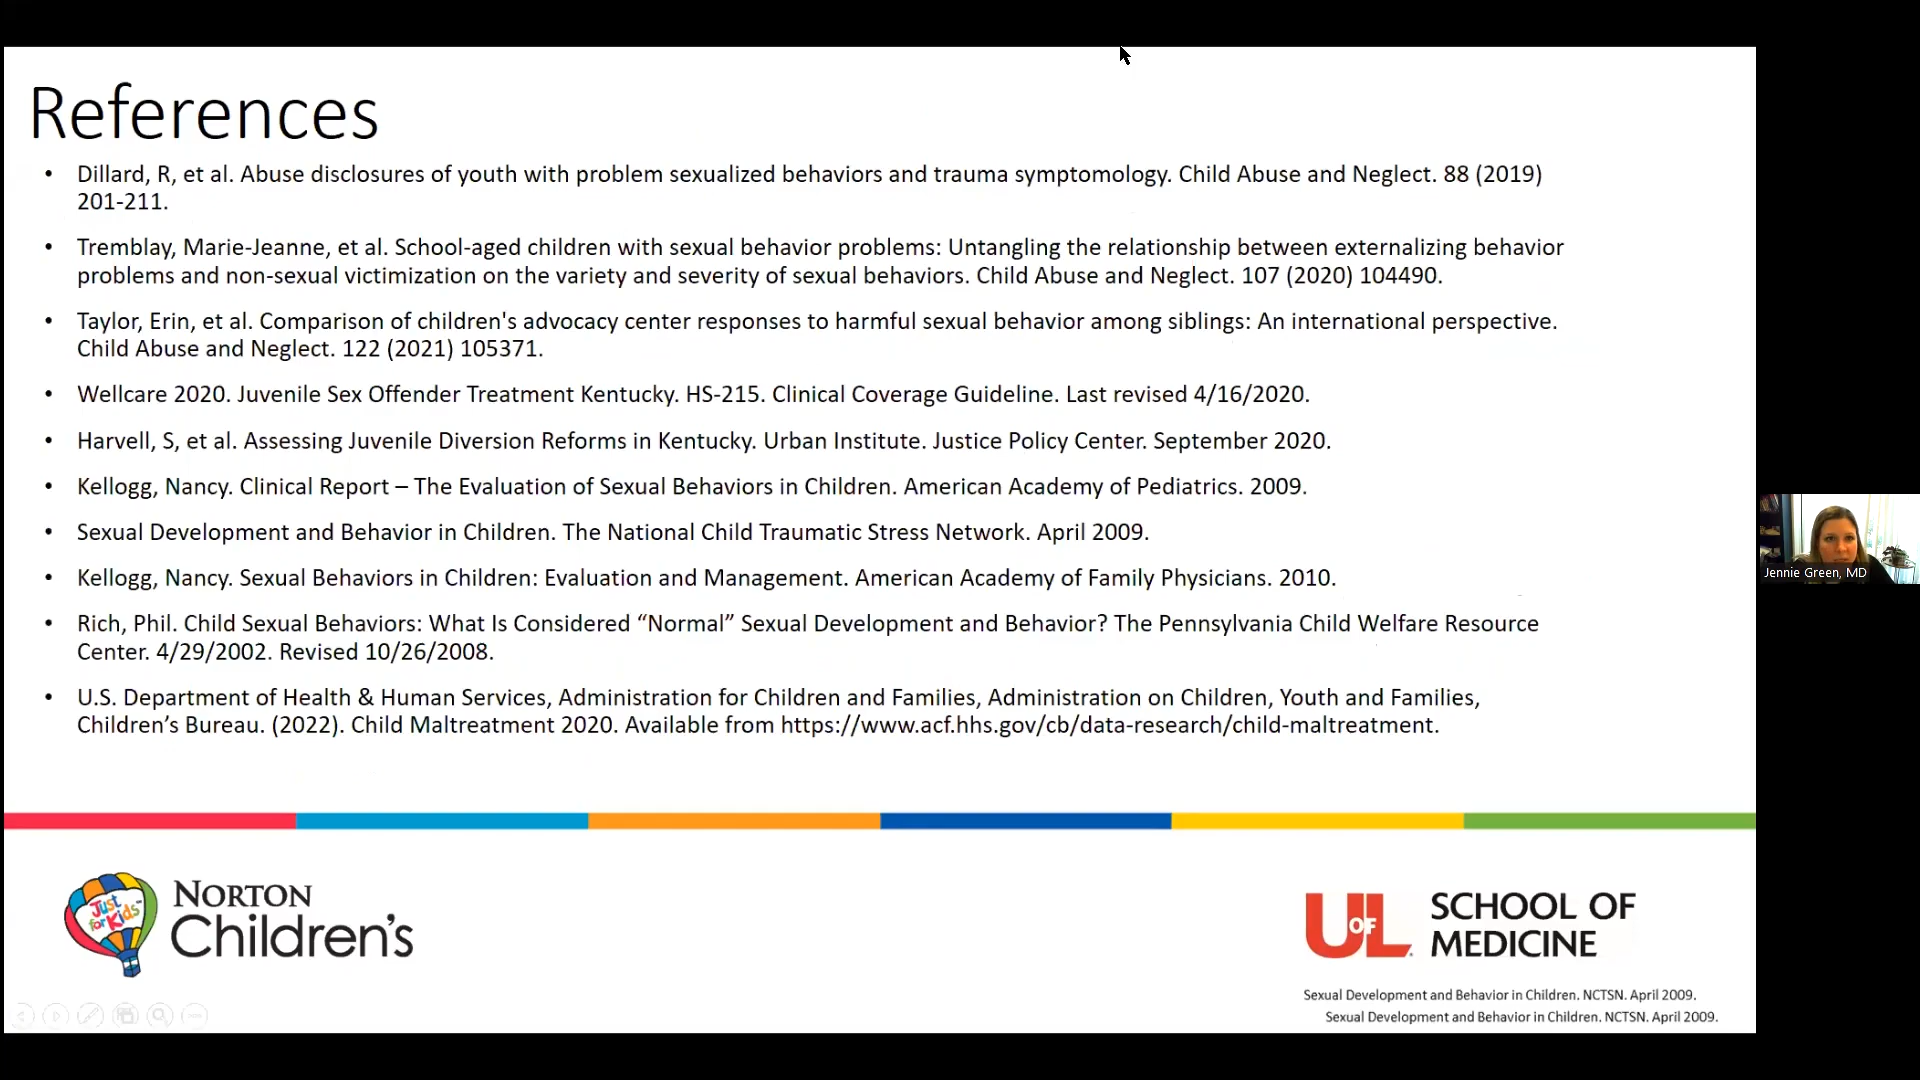 References
• Dillard, R, et al. Abuse disclosures of youth with problem sexualized behaviors and trauma symptomology. Child Abuse and Neglect. 88 (2019)
201-211.
• Tremblay, Marie-Jeanne, et al. School-aged children with sexual behavior problems: Untangling the relationship between externalizing behavior
problems and non-sexual victimization on the variety and severity of sexual behaviors. Child Abuse and Neglect. 107 (2020) 104490.
• Taylor, Erin, et al. Comparison of children's advocacy center responses to harmful sexual behavior among siblings: An international perspective.
Child Abuse and Neglect. 122 (2021) 105371.
• Wellcare 2020. Juvenile Sex Offender Treatment Kentucky. HS-215. Clinical Coverage Guideline. Last revised 4/16/2020.
• Harvell, S, et al. Assessing Juvenile Diversion Reforms in Kentucky. Urban Institute. Justice Policy Center. September 2020.
• Kellogg, Nancy. Clinical Report – The Evaluation of Sexual Behaviors in Children. American Academy of Pediatrics. 2009.
• Sexual Development and Behavior in Children. The National Child Traumatic Stress Network. April 2009.
• Kellogg, Nancy. Sexual Behaviors in Children: Evaluation and Management. American Academy of Family Physicians. 2010.
• Rich, Phil. Child Sexual Behaviors: What Is Considered “Normal” Sexual Development and Behavior? The Pennsylvania Child Welfare Resource
Center. 4/29/2002. Revised 10/26/2008.
• U.S. Department of Health & Human Services, Administration for Children and Families, Administration on Children, Youth and Families,
Children’s Bureau. (2022). Child Maltreatment 2020. Available from https://www.acf.hhs.gov/cb/data-research/child-maltreatment.
Jennie Green, MD
Just
for Kids
NORTON
Children's
UOFL
SCHOOL OF
MEDICINE
Sexual Development and Behavior in Children. NCTSN. April 2009.
Sexual Development and Behavior in Children. NCTSN. April 2009.